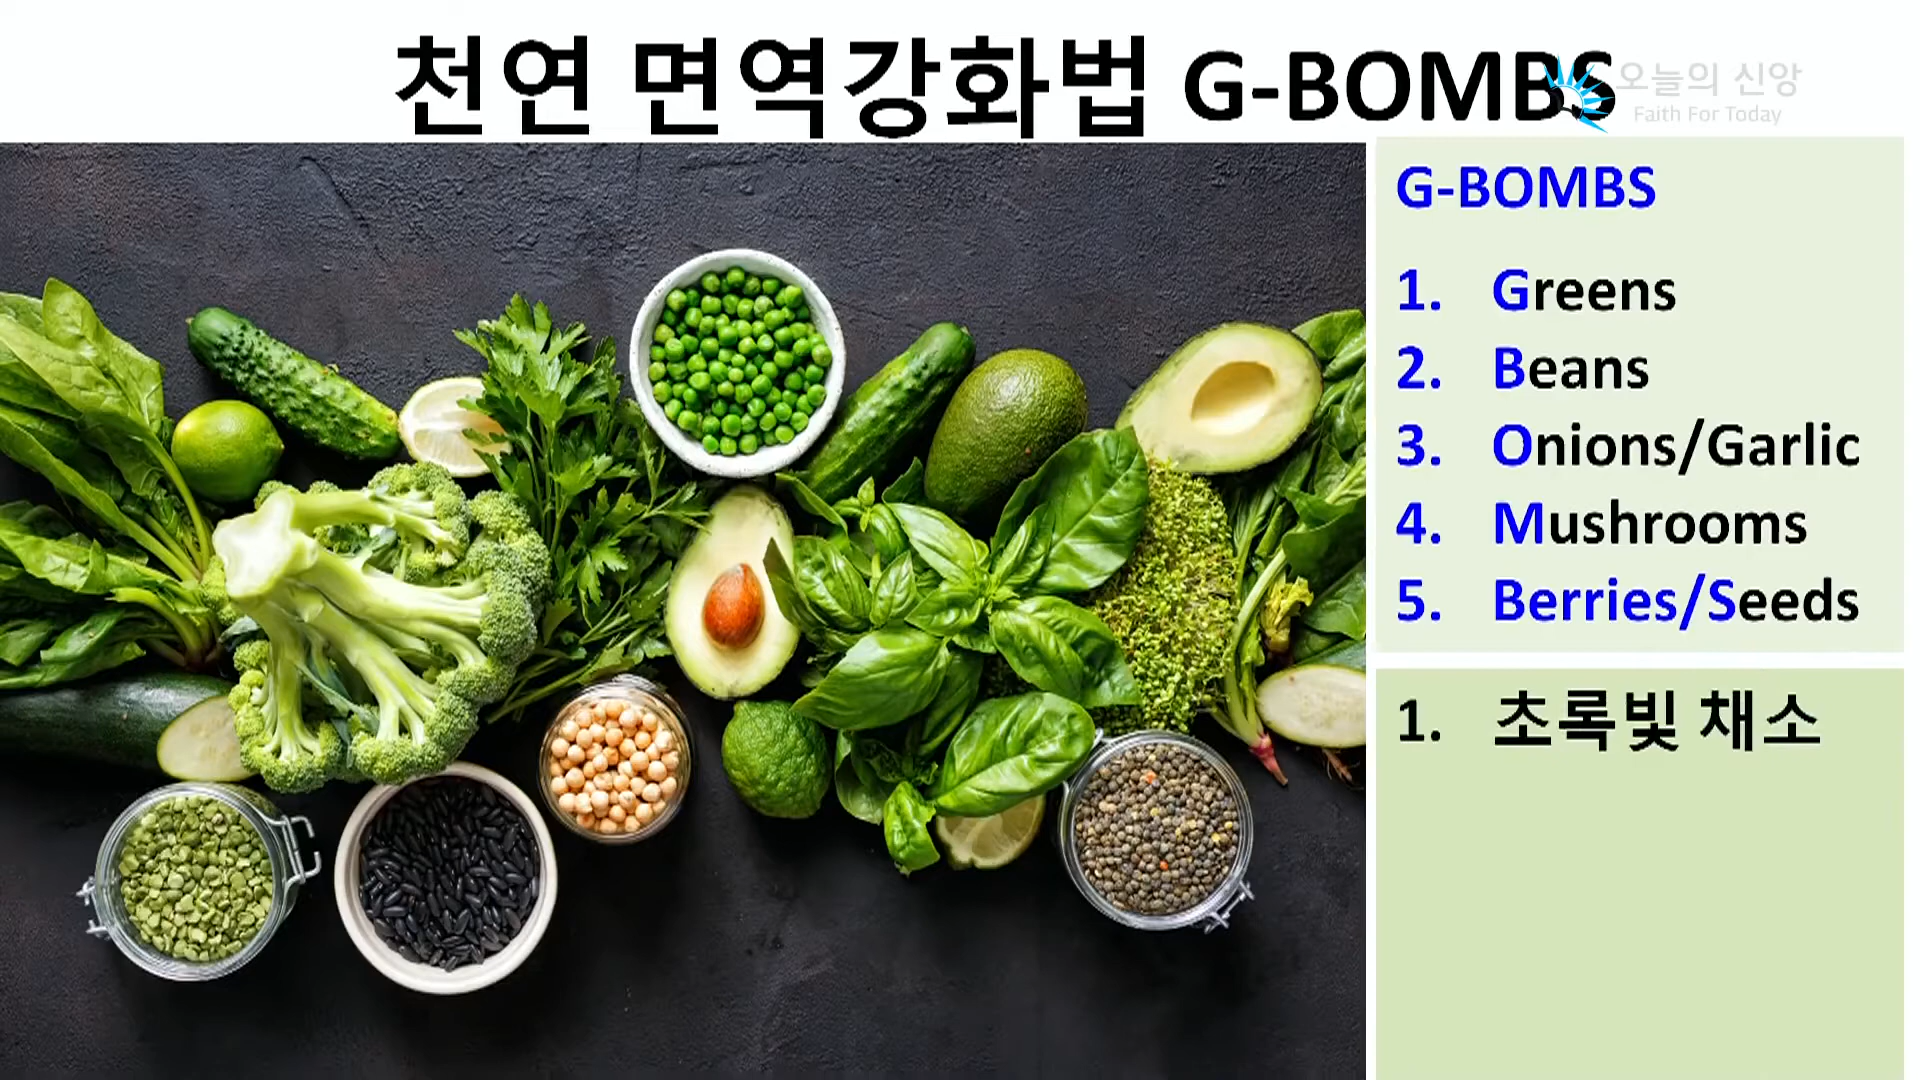 천연 면역강화법 G-BOMBS
오늘의 신앙
Faith For Today
G-BOMBS
1. Greens
2. Beans
3. Onions/Garlic
4. Mushrooms
5. Berries/Seeds
1. 초록빛 채소